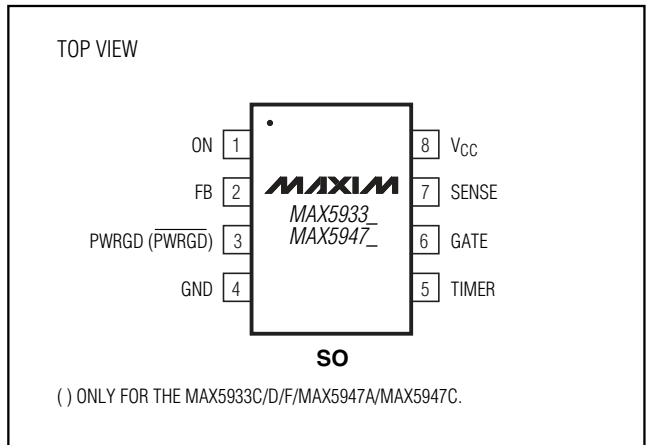 TOP VIEW
ON 1
FB 2
PWRGD (P̅W̅R̅G̅D̅) 3
GND 4
MAXIM
MAX5933_
MAX5947_
8 VCC
7 SENSE
6 GATE
5 TIMER
SO
( ) ONLY FOR THE MAX5933C/D/F/MAX5947A/MAX5947C.